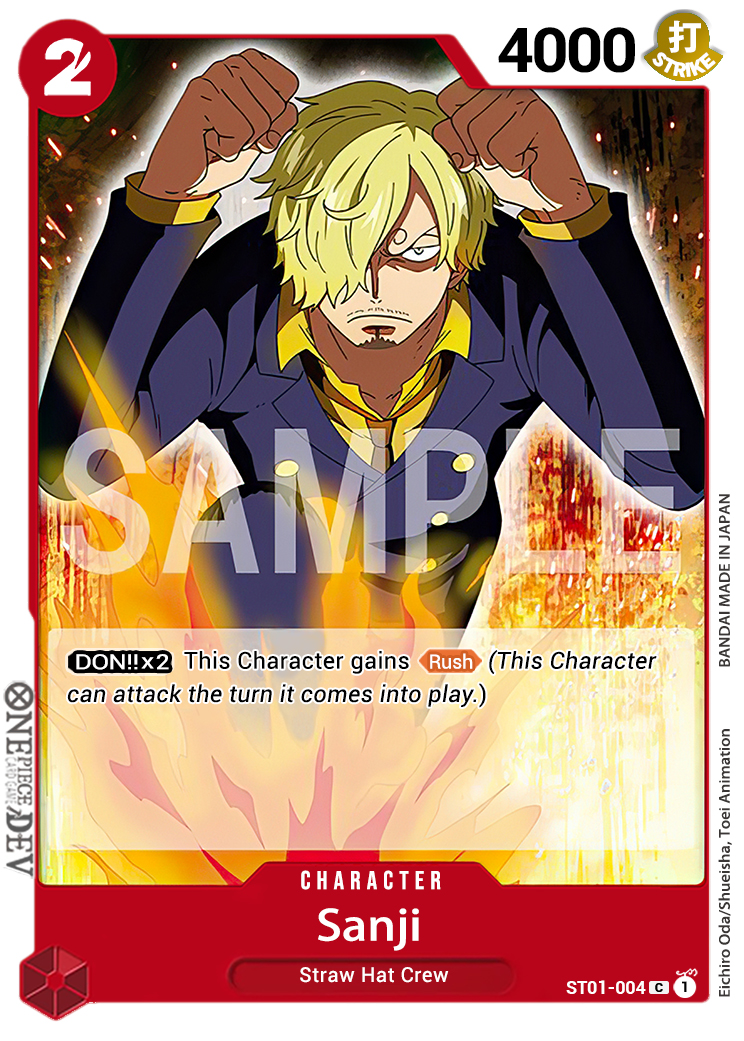 2
4000
打
STRIKE
SAMPLE
DON!!x2 This Character gains Rush (This Character
can attack the turn it comes into play.)
CHARACTER
Sanji
Straw Hat Crew
ST01-004 C 1
ONE PIECE
CARD GAME
/DEV
BANDAI MADE IN JAPAN
Eichiro Oda/Shueisha, Toei Animation